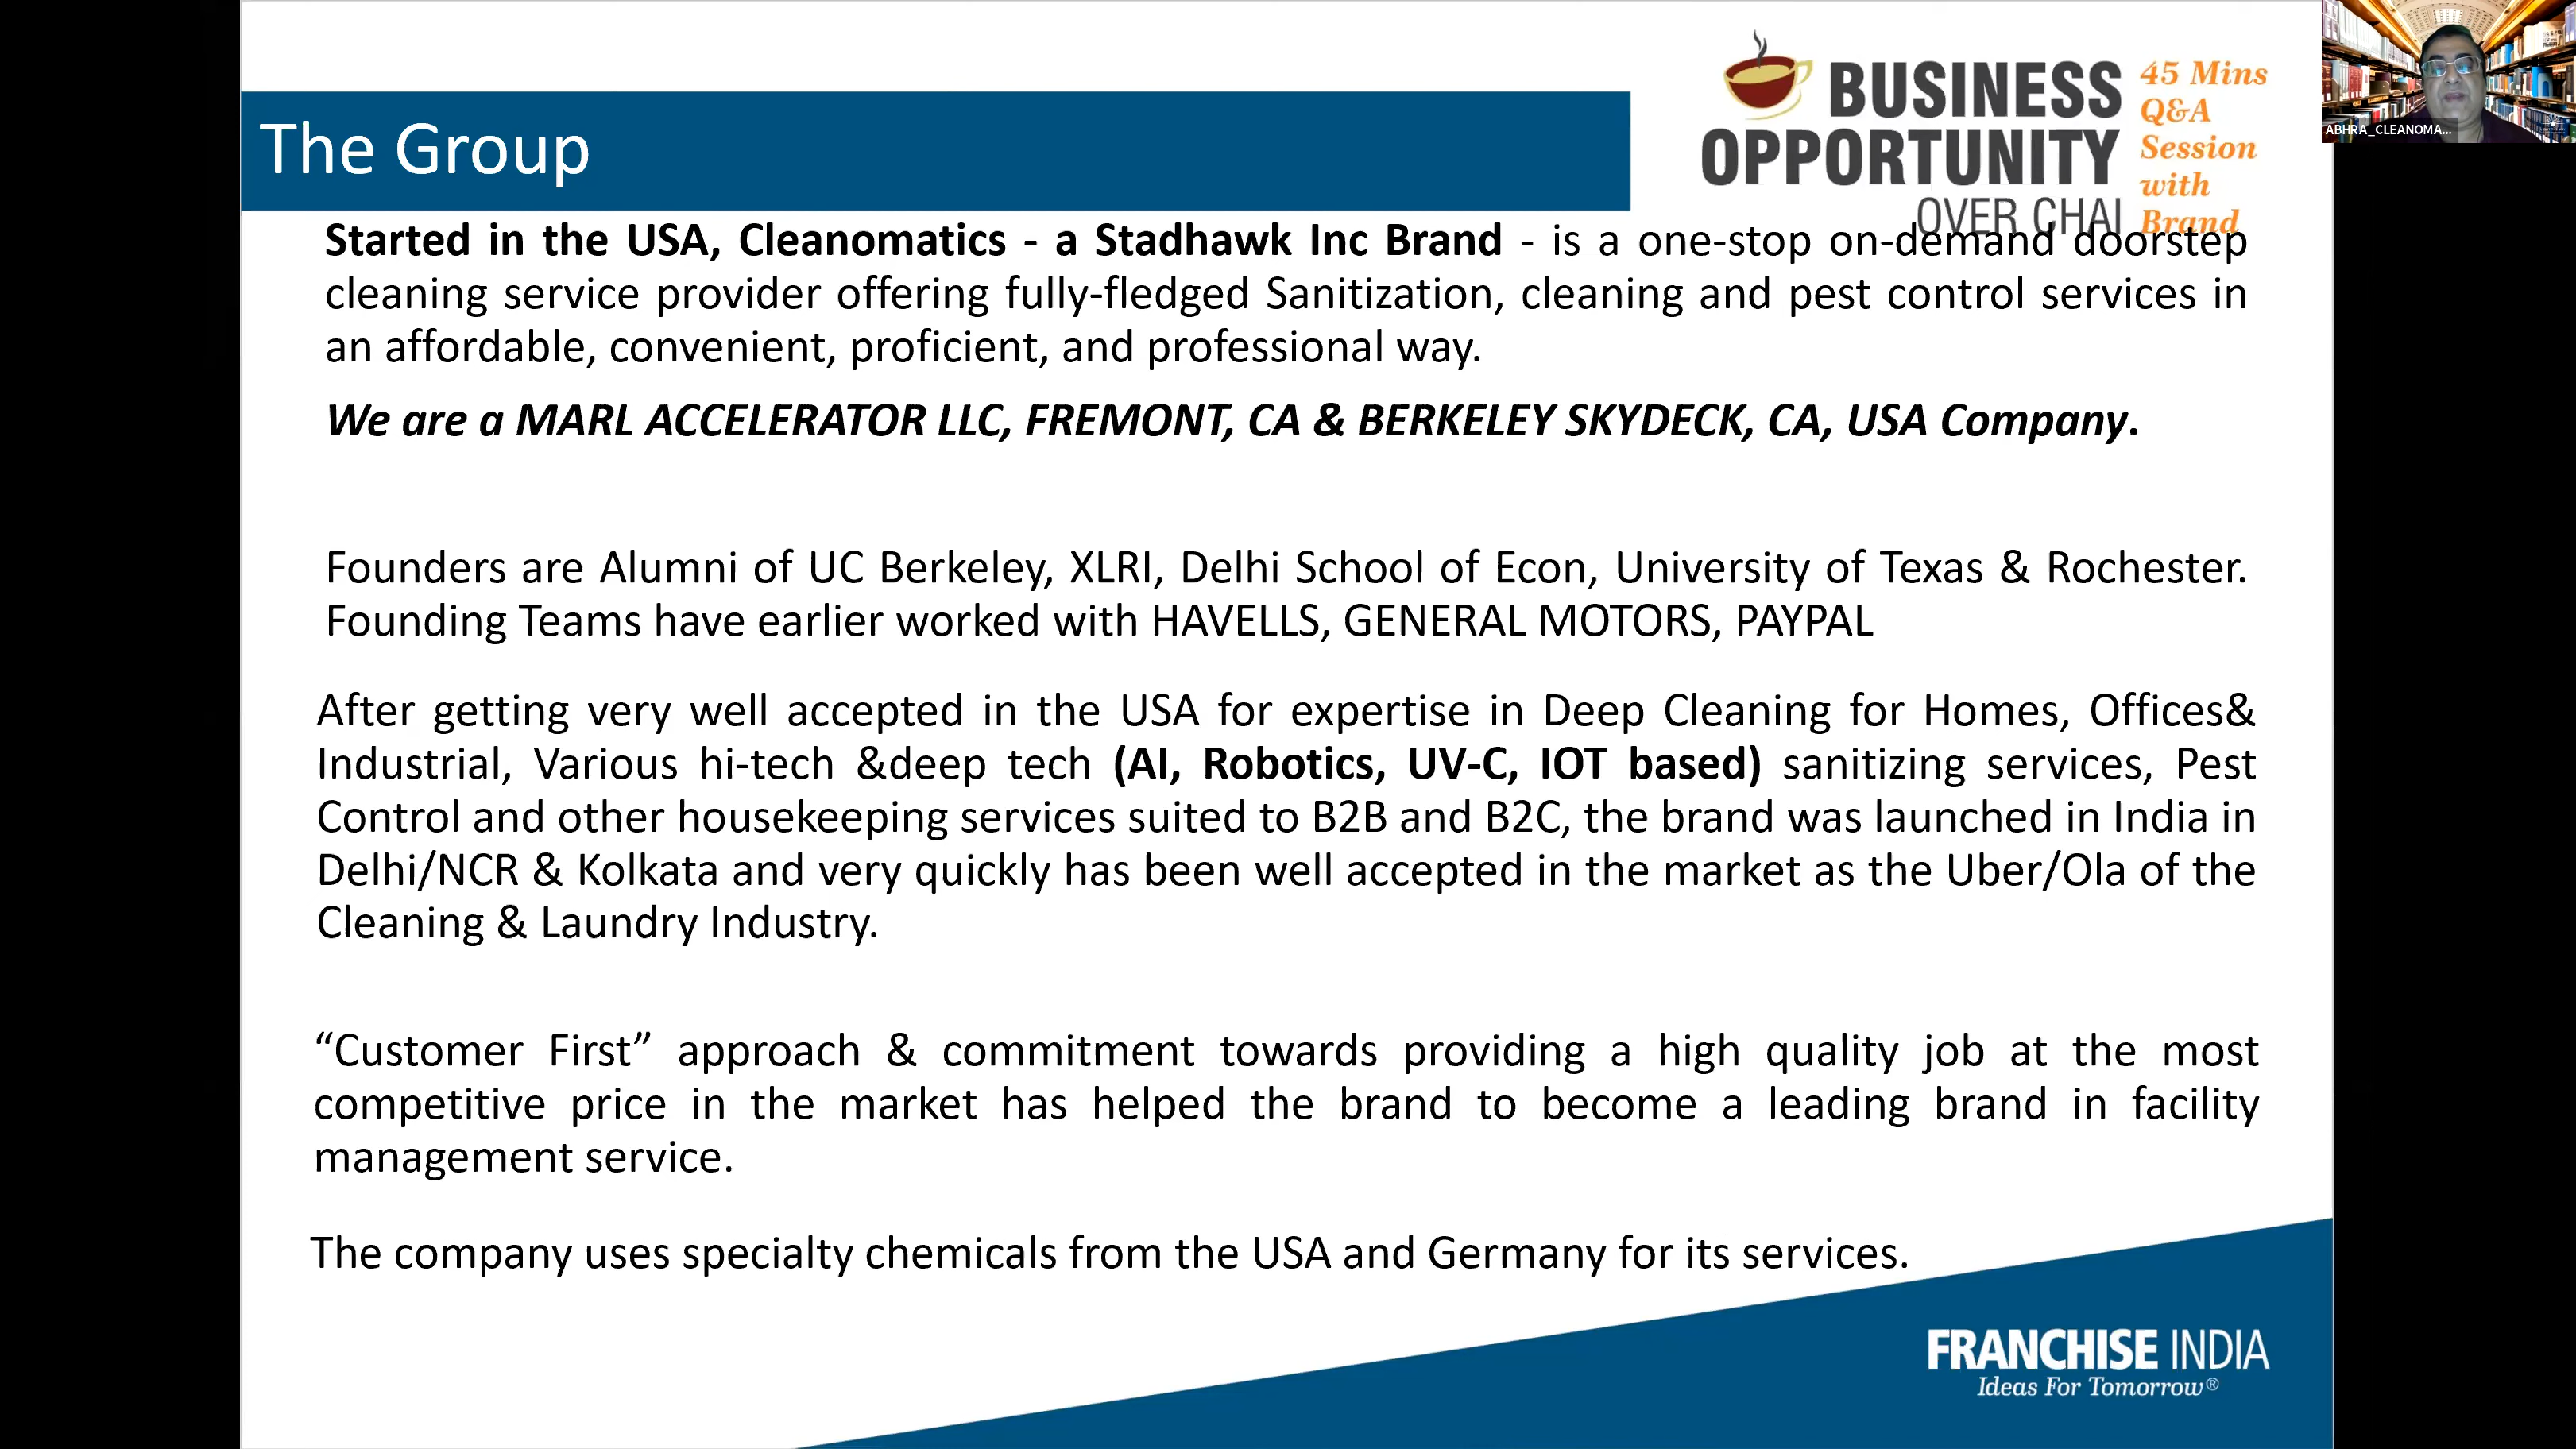 The Group
BUSINESS
OPPORTUNITY
OVER CHAI
45 Mins
Q&A
Session
with
Brand
ABHRA_CLEANOMA...
Started in the USA, Cleanomatics - a Stadhawk Inc Brand - is a one-stop on-demand doorstep
cleaning service provider offering fully-fledged Sanitization, cleaning and pest control services in
an affordable, convenient, proficient, and professional way.
We are a MARL ACCELERATOR LLC, FREMONT, CA & BERKELEY SKYDECK, CA, USA Company.
Founders are Alumni of UC Berkeley, XLRI, Delhi School of Econ, University of Texas & Rochester.
Founding Teams have earlier worked with HAVELLS, GENERAL MOTORS, PAYPAL
After getting very well accepted in the USA for expertise in Deep Cleaning for Homes, Offices&
Industrial, Various hi-tech &deep tech (AI, Robotics, UV-C, IOT based) sanitizing services, Pest
Control and other housekeeping services suited to B2B and B2C, the brand was launched in India in
Delhi/NCR & Kolkata and very quickly has been well accepted in the market as the Uber/Ola of the
Cleaning & Laundry Industry.
“Customer First” approach & commitment towards providing a high quality job at the most
competitive price in the market has helped the brand to become a leading brand in facility
management service.
The company uses specialty chemicals from the USA and Germany for its services.
FRANCHISE INDIA
Ideas For Tomorrow®